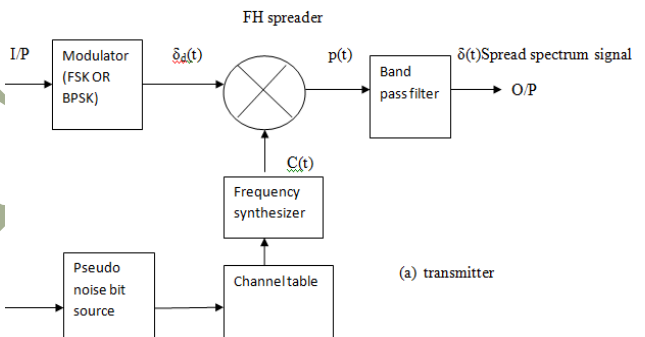 FH spreader
I/P
Modulator
(FSK OR
BPSK)
δd(t)
p(t)
Band
pass filter
δ(t)Spread spectrum signal
O/P
C(t)
Frequency
synthesizer
Pseudo
noise bit
source
Channel table
(a) transmitter